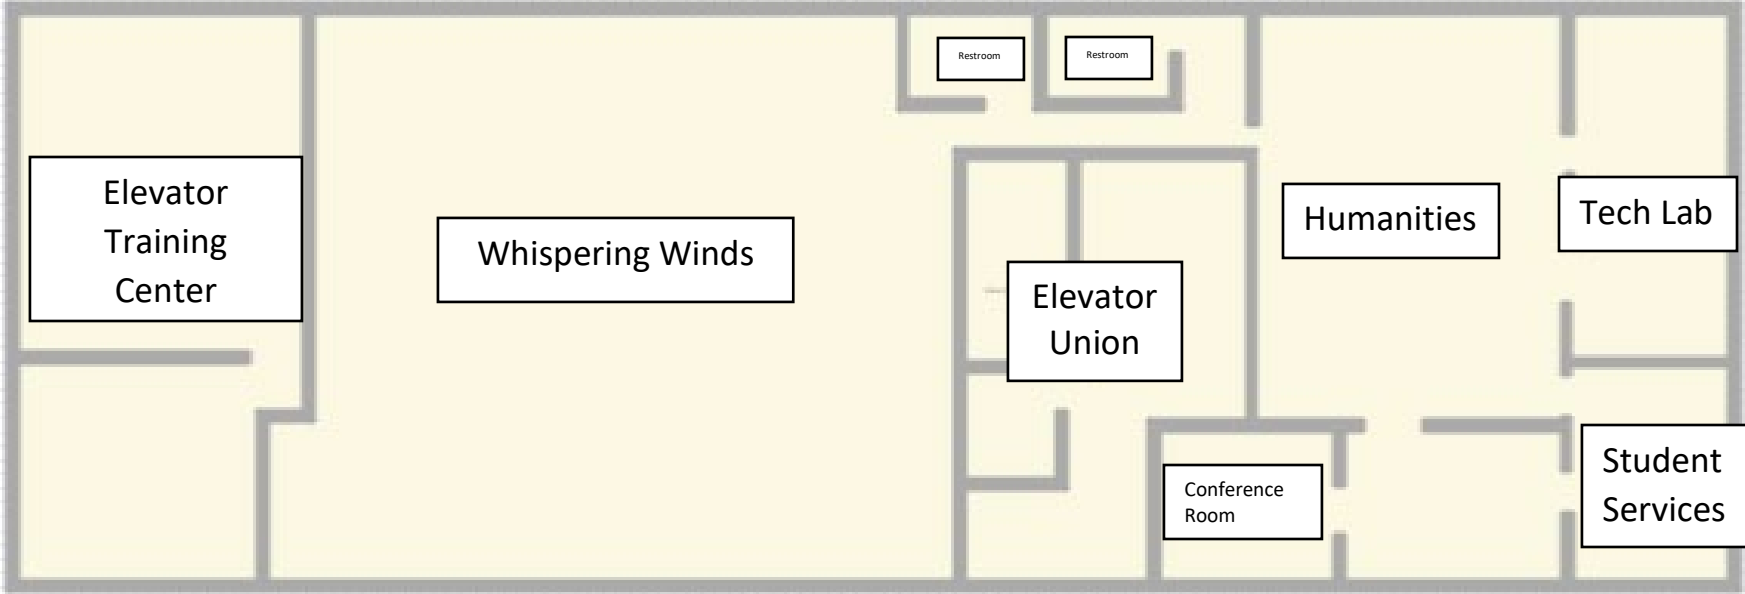 Restroom
Restroom
Elevator
Training
Center
Whispering Winds
Humanities
Tech Lab
Elevator
Union
Conference
Room
Student
Services